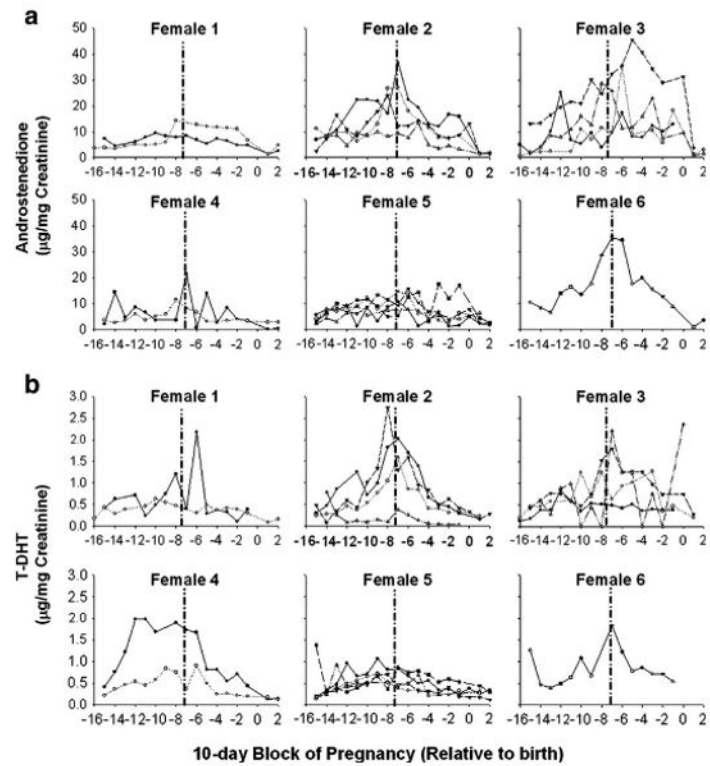 a
Female 1 Female 2 Female 3
50
40
30
20
10
0
-16 -14 -12 -10 -8 -6 -4 -2 0 2 -16 -14 -12 -10 -8 -6 -4 -2 0 2 -16 -14 -12 -10 -8 -6 -4 -2 0 2
Androstenedione
(µg/mg Creatinine)
Female 4 Female 5 Female 6
50
40
30
20
10
0
-16 -14 -12 -10 -8 -6 -4 -2 0 2 -16 -14 -12 -10 -8 -6 -4 -2 0 2 -16 -14 -12 -10 -8 -6 -4 -2 0 2
b
Female 1 Female 2 Female 3
3.0
2.5
2.0
1.5
1.0
0.5
0.0
-16 -14 -12 -10 -8 -6 -4 -2 0 2 -16 -14 -12 -10 -8 -6 -4 -2 0 2 -16 -14 -12 -10 -8 -6 -4 -2 0 2
T-DHT
(µg/mg Creatinine)
Female 4 Female 5 Female 6
3.0
2.5
2.0
1.5
1.0
0.5
0.0
-16 -14 -12 -10 -8 -6 -4 -2 0 2 -16 -14 -12 -10 -8 -6 -4 -2 0 2 -16 -14 -12 -10 -8 -6 -4 -2 0 2
10-day Block of Pregnancy (Relative to birth)